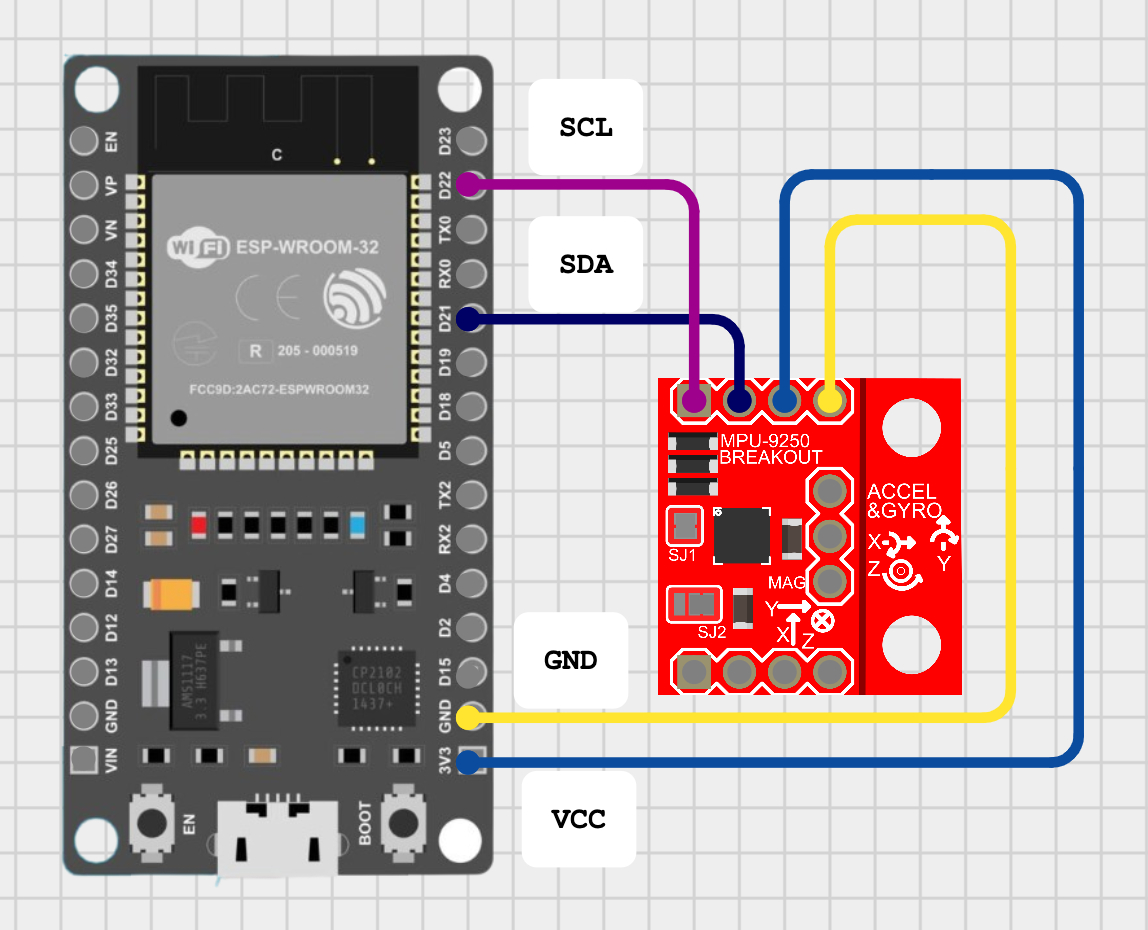 SCL
SDA
GND
VCC
EN
VP
VN
D34
D35
D32
D33
D25
D26
D27
D14
D12
D13
GND
VIN
D23
D22
TX0
RX0
D21
D19
D18
D5
TX2
RX2
D4
D2
D15
GND
3V3
C
WiFi ESP-WROOM-32
CE
R 205 - 000519
FCC9D:2AC72-ESPWROOM32
AMS1117
3.3 H637PE
CP2102
DCL0CH
1437+
EN
BOOT
MPU-9250
BREAKOUT
ACCEL
&GYRO
X
Y
Z
SJ1
MAG
Y
X
Z
SJ2